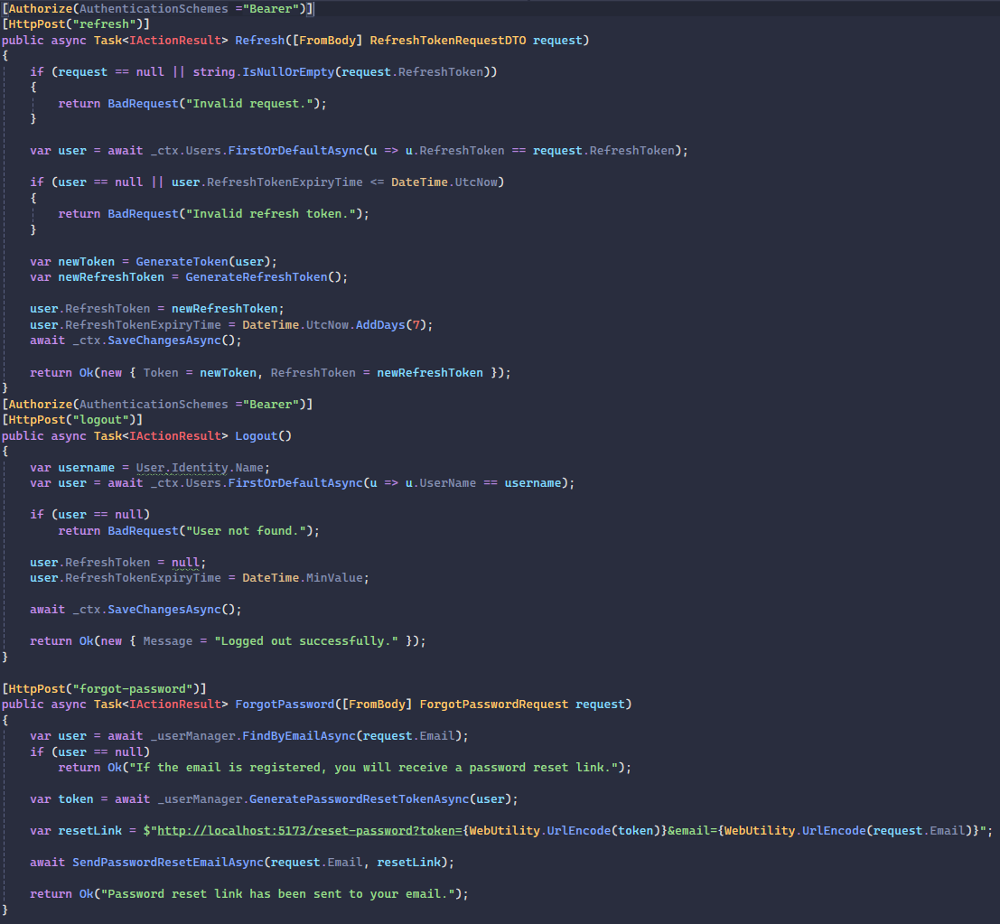 [Authorize(AuthenticationSchemes ="Bearer")]
[HttpPost("refresh")]
public async Task<IActionResult> Refresh([FromBody] RefreshTokenRequestDTO request)
{
    if (request == null || string.IsNullOrEmpty(request.RefreshToken))
    {
        return BadRequest("Invalid request.");
    }

    var user = await _ctx.Users.FirstOrDefaultAsync(u => u.RefreshToken == request.RefreshToken);

    if (user == null || user.RefreshTokenExpiryTime <= DateTime.UtcNow)
    {
        return BadRequest("Invalid refresh token.");
    }

    var newToken = GenerateToken(user);
    var newRefreshToken = GenerateRefreshToken();

    user.RefreshToken = newRefreshToken;
    user.RefreshTokenExpiryTime = DateTime.UtcNow.AddDays(7);
    await _ctx.SaveChangesAsync();

    return Ok(new { Token = newToken, RefreshToken = newRefreshToken });
}
[Authorize(AuthenticationSchemes ="Bearer")]
[HttpPost("logout")]
public async Task<IActionResult> Logout()
{
    var username = User.Identity.Name;
    var user = await _ctx.Users.FirstOrDefaultAsync(u => u.UserName == username);

    if (user == null)
        return BadRequest("User not found.");

    user.RefreshToken = null;
    user.RefreshTokenExpiryTime = DateTime.MinValue;

    await _ctx.SaveChangesAsync();

    return Ok(new { Message = "Logged out successfully." });
}

[HttpPost("forgot-password")]
public async Task<IActionResult> ForgotPassword([FromBody] ForgotPasswordRequest request)
{
    var user = await _userManager.FindByEmailAsync(request.Email);
    if (user == null)
        return Ok("If the email is registered, you will receive a password reset link.");

    var token = await _userManager.GeneratePasswordResetTokenAsync(user);

    var resetLink = $"http://localhost:5173/reset-password?token={WebUtility.UrlEncode(token)}&email={WebUtility.UrlEncode(request.Email)}";

    await SendPasswordResetEmailAsync(request.Email, resetLink);

    return Ok("Password reset link has been sent to your email.");
}